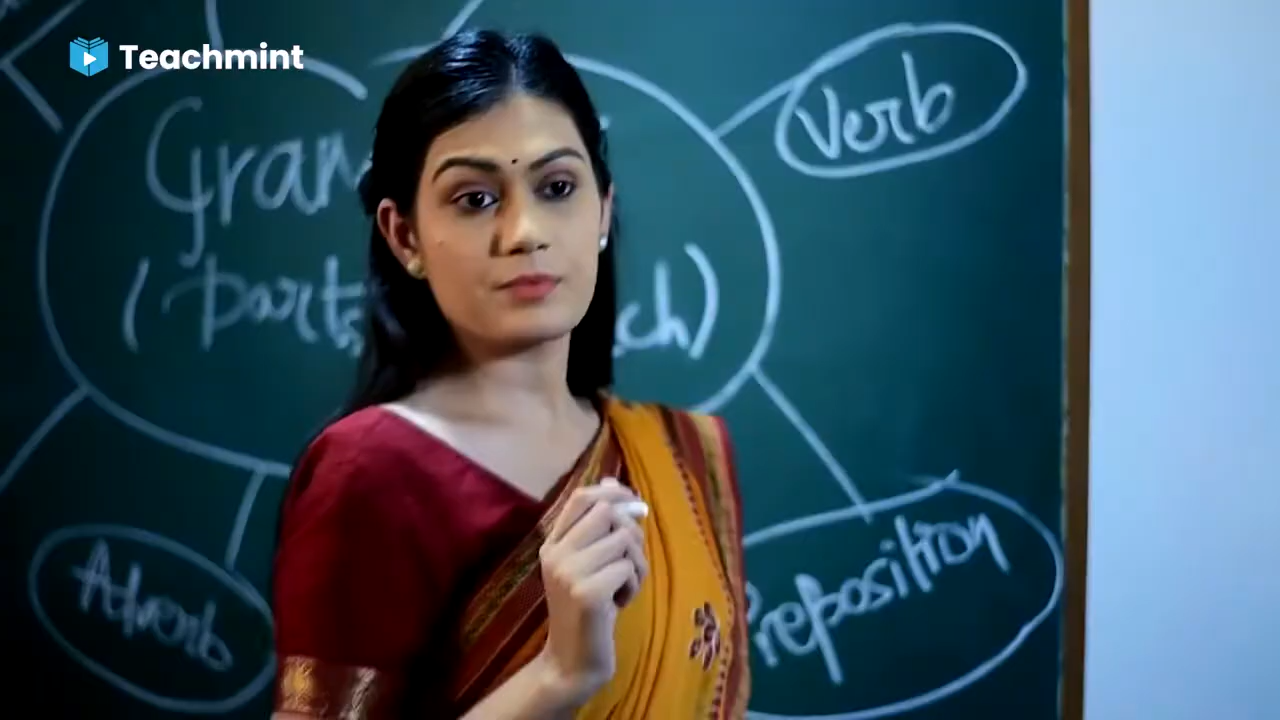 Teachmint
Verb
Gram
(Parts ch)
Preposition
Adverb